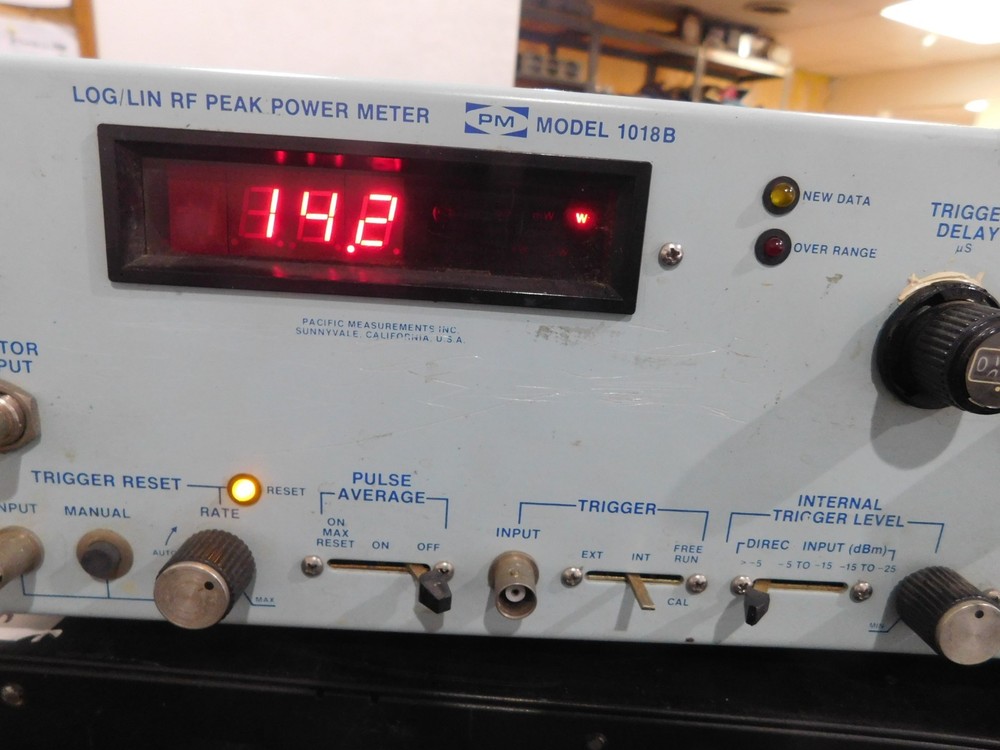 LOG/LIN RF PEAK POWER METER
PM MODEL 1018B
14.2
W
NEW DATA
OVER RANGE
TRIGGE
DELAY
µS
PACIFIC MEASUREMENTS INC.
SUNNYVALE, CALIFORNIA, U.S.A.
TOR
PUT
TRIGGER RESET
RESET
NPUT
MANUAL
RATE
AUTO
MAX
PULSE
AVERAGE
ON
MAX
RESET
ON
OFF
INPUT
TRIGGER
EXT
INT
FREE
RUN
CAL
INTERNAL
TRIGGER LEVEL
DIREC INPUT (dBm)
>-5
-5 TO -15
-15 TO -25
MIN